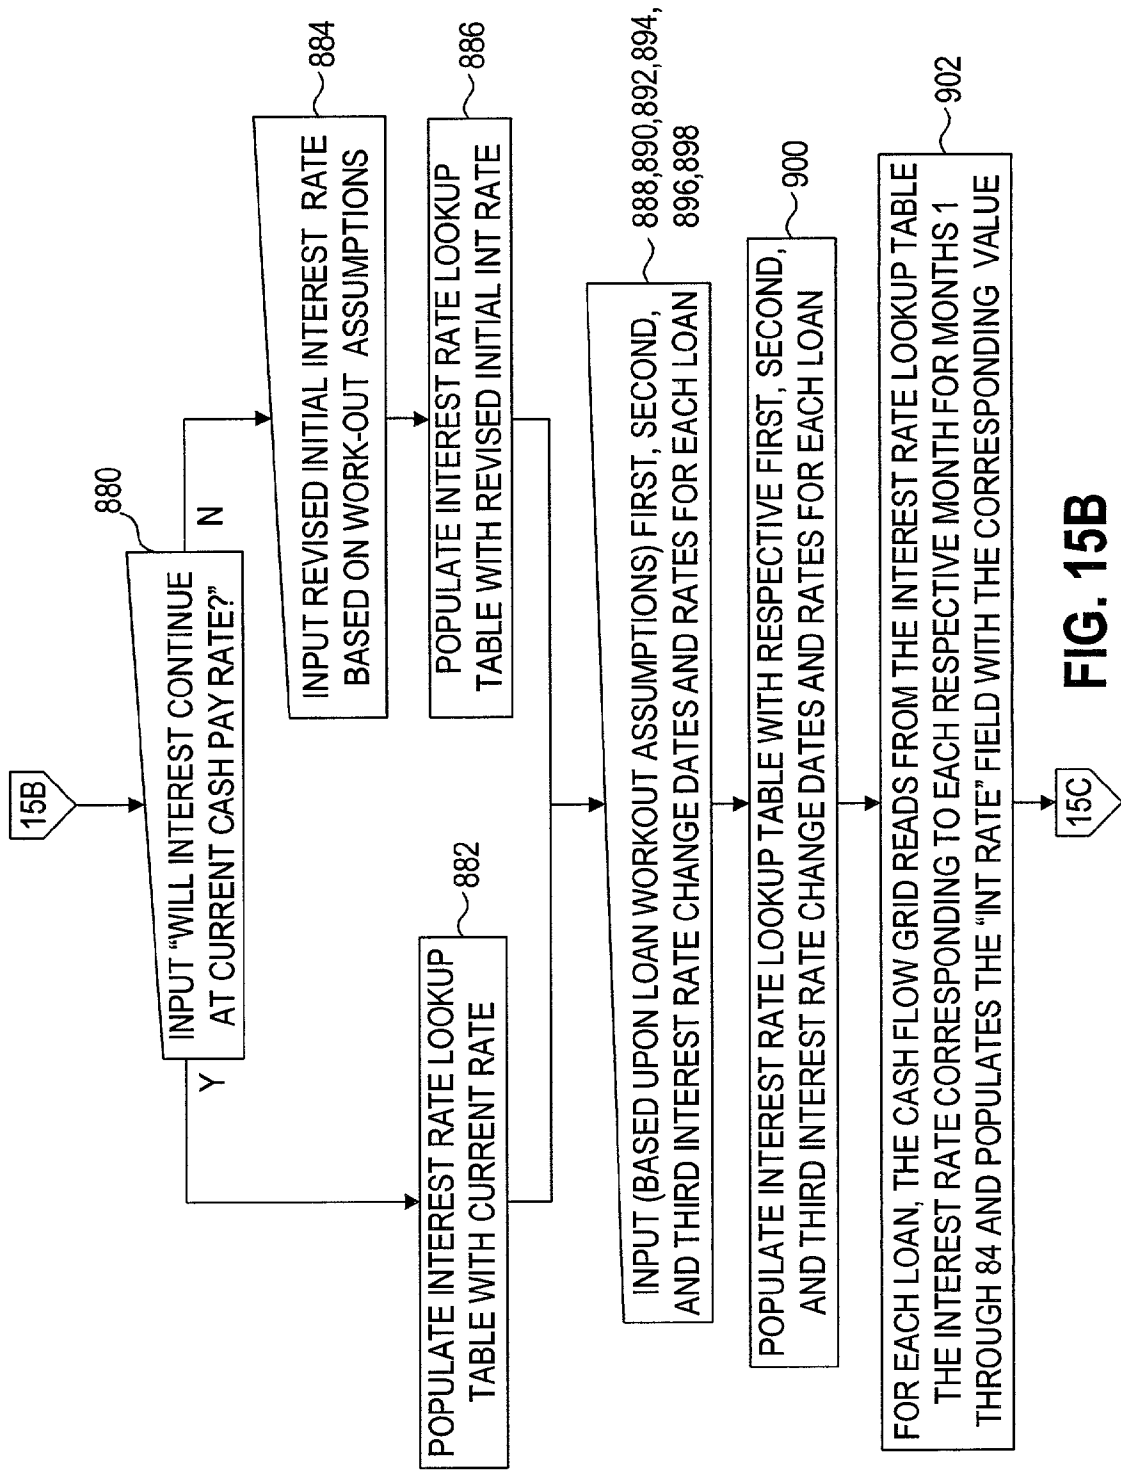 15B
INPUT “WILL INTEREST CONTINUE
AT CURRENT CASH PAY RATE?”
880
Y
N
POPULATE INTEREST RATE LOOKUP
TABLE WITH CURRENT RATE
882
INPUT REVISED INITIAL INTEREST RATE
BASED ON WORK-OUT ASSUMPTIONS
884
POPULATE INTEREST RATE LOOKUP
TABLE WITH REVISED INITIAL INT RATE
886
INPUT (BASED UPON LOAN WORKOUT ASSUMPTIONS) FIRST, SECOND,
AND THIRD INTEREST RATE CHANGE DATES AND RATES FOR EACH LOAN
888,890,892,894,
896,898
POPULATE INTEREST RATE LOOKUP TABLE WITH RESPECTIVE FIRST, SECOND,
AND THIRD INTEREST RATE CHANGE DATES AND RATES FOR EACH LOAN
900
FOR EACH LOAN, THE CASH FLOW GRID READS FROM THE INTEREST RATE LOOKUP TABLE
THE INTEREST RATE CORRESPONDING TO EACH RESPECTIVE MONTH FOR MONTHS 1
THROUGH 84 AND POPULATES THE “INT RATE” FIELD WITH THE CORRESPONDING VALUE
902
15C
FIG. 15B